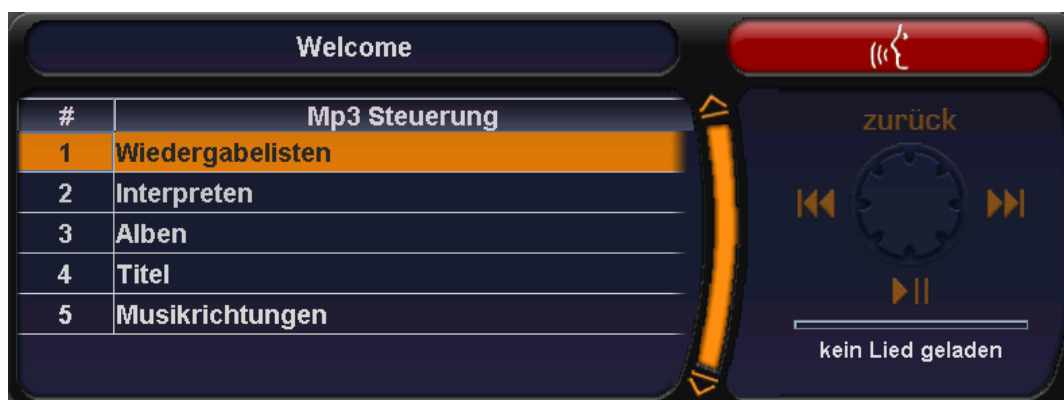 Welcome
# Mp3 Steuerung
1 Wiedergabelisten
2 Interpreten
3 Alben
4 Titel
5 Musikrichtungen
zurück
kein Lied geladen